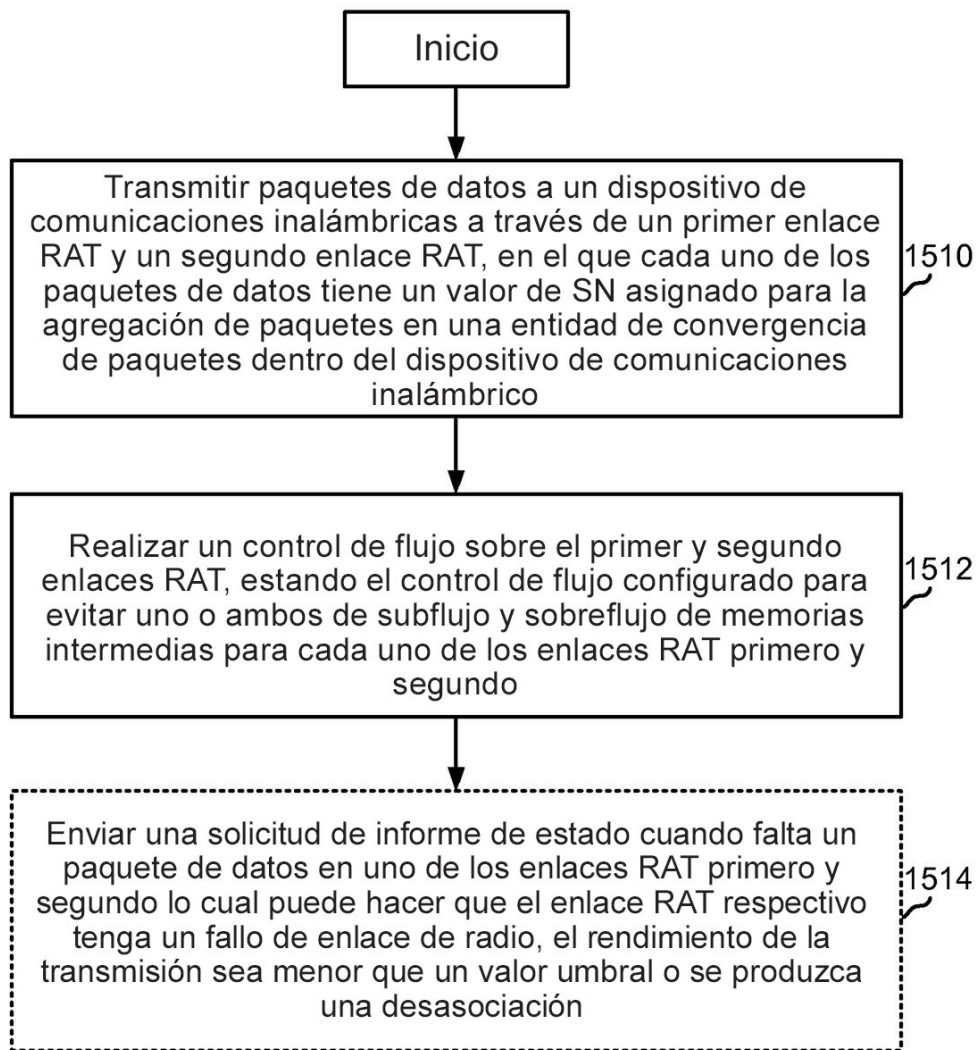 Inicio
Transmitir paquetes de datos a un dispositivo de
comunicaciones inalámbricas a través de un primer enlace
RAT y un segundo enlace RAT, en el que cada uno de los
paquetes de datos tiene un valor de SN asignado para la
agregación de paquetes en una entidad de convergencia
de paquetes dentro del dispositivo de comunicaciones
inalámbrico
1510
Realizar un control de flujo sobre el primer y segundo
enlaces RAT, estando el control de flujo configurado para
evitar uno o ambos de subflujo y sobreflujo de memorias
intermedias para cada uno de los enlaces RAT primero y
segundo
1512
Enviar una solicitud de informe de estado cuando falta un
paquete de datos en uno de los enlaces RAT primero y
segundo lo cual puede hacer que el enlace RAT respectivo
tenga un fallo de enlace de radio, el rendimiento de la
transmisión sea menor que un valor umbral o se produzca
una desasociación
1514